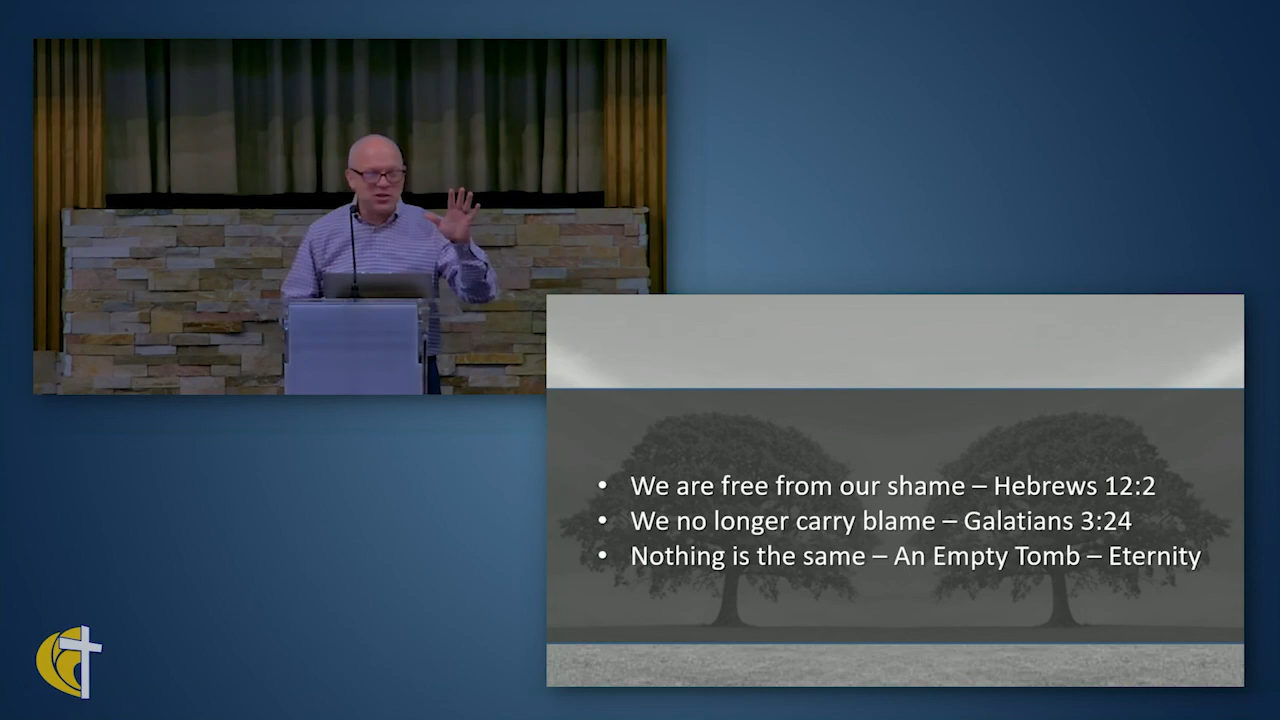 • We are free from our shame – Hebrews 12:2
• We no longer carry blame – Galatians 3:24
• Nothing is the same – An Empty Tomb – Eternity